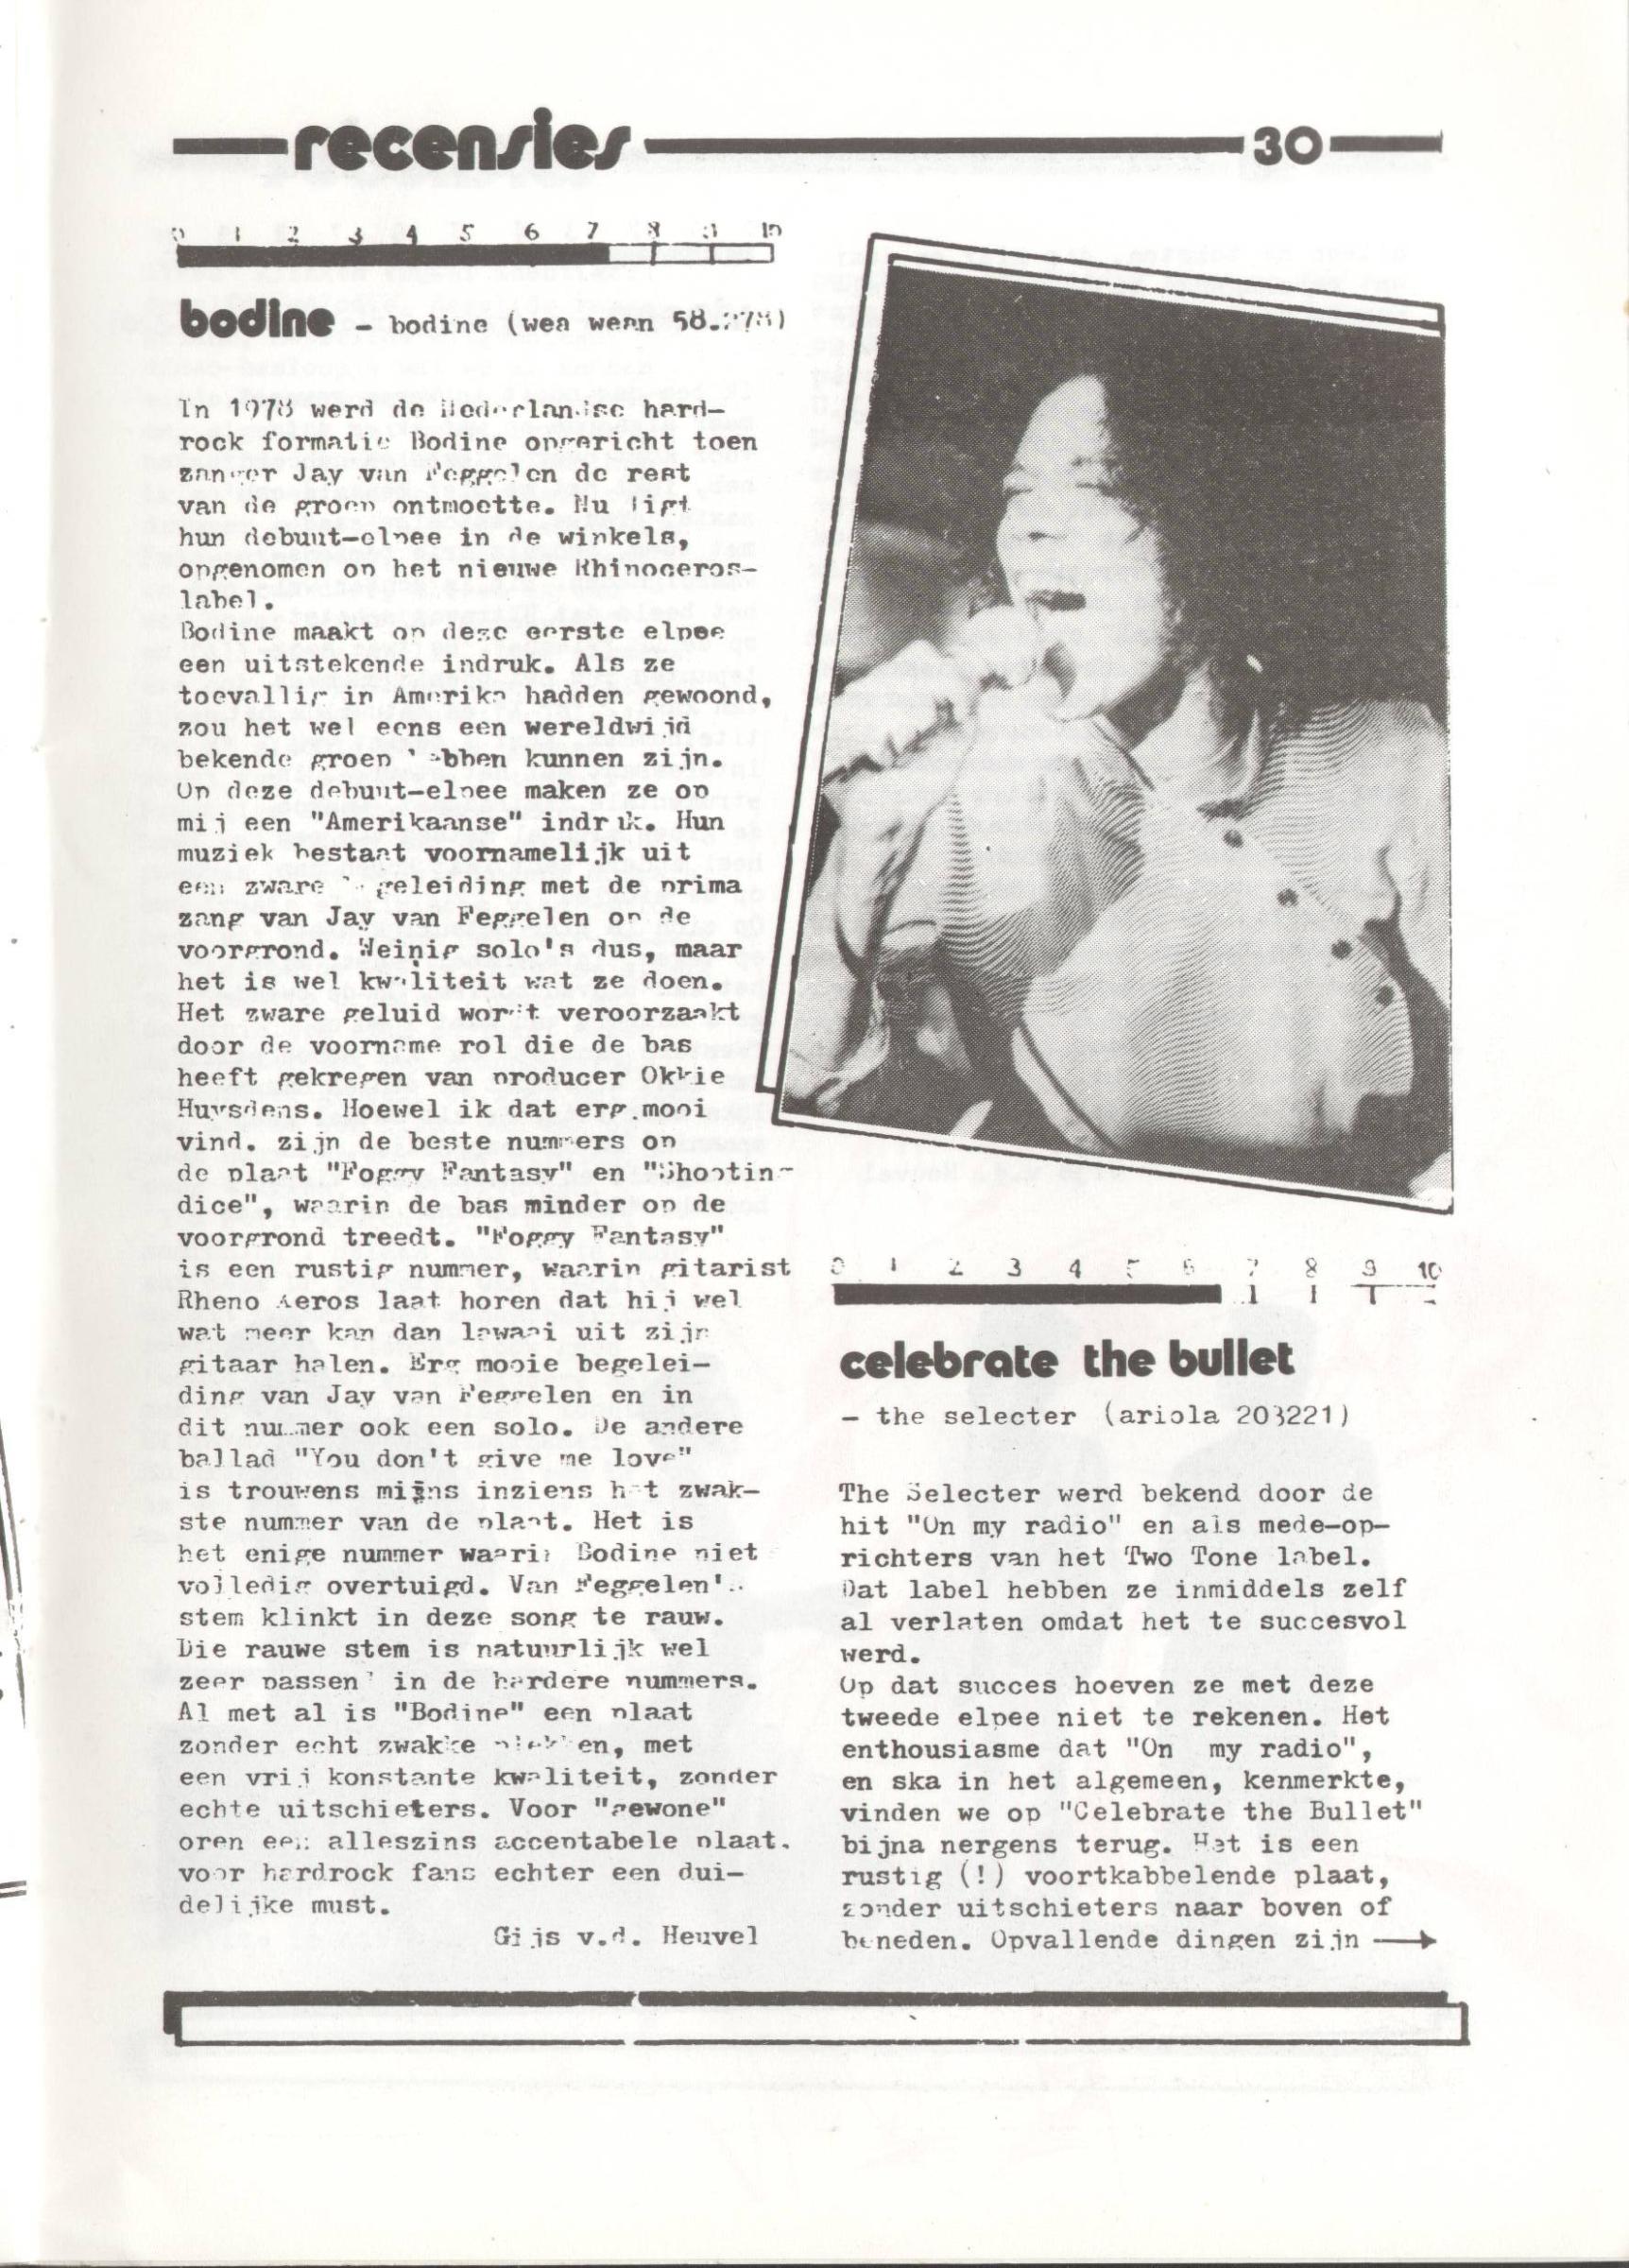 recensies 30
0 1 2 3 4 5 6 7 8 9 10
bodine - bodine (wea wean 58.278)
In 1978 werd de Nederlandse hard-
rock formatie Bodine opgericht toen
zanger Jay van Feggelen de rest
van de groep ontmoette. Nu ligt
hun debuut-elpee in de winkels,
opgenomen op het nieuwe Rhinoceros-
label.
Bodine maakt op deze eerste elpee
een uitstekende indruk. Als ze
toevallig in Amerika hadden gewoond,
zou het wel eens een wereldwijd
bekende groep hebben kunnen zijn.
Op deze debuut-elpee maken ze op
mij een "Amerikaanse" indruk. Hun
muziek bestaat voornamelijk uit
een zware begeleiding met de prima
zang van Jay van Feggelen op de
voorgrond. Weinig solo's dus, maar
het is wel kwaliteit wat ze doen.
Het zware geluid wordt veroorzaakt
door de voorname rol die de bas
heeft gekregen van producer Okkie
Huysdens. Hoewel ik dat erg mooi
vind. zijn de beste nummers op
de plaat "Foggy Fantasy" en "Shooting
dice", waarin de bas minder op de
voorgrond treedt. "Foggy Fantasy"
is een rustig nummer, waarin gitarist
Rheno Xeros laat horen dat hij wel
wat meer kan dan lawaai uit zijn
gitaar halen. Erg mooie begelei-
ding van Jay van Feggelen en in
dit nummer ook een solo. De andere
ballad "You don't give me love"
is trouwens mijns inziens het zwak-
ste nummer van de plaat. Het is
het enige nummer waarin Bodine niet
volledig overtuigd. Van Feggelen's
stem klinkt in deze song te rauw.
Die rauwe stem is natuurlijk wel
zeer passend in de hardere nummers.
Al met al is "Bodine" een plaat
zonder echt zwakke plekken, met
een vrij konstante kwaliteit, zonder
echte uitschieters. Voor "gewone"
oren een alleszins acceptabele plaat.
voor hardrock fans echter een dui-
delijke must.
Gijs v.d. Heuvel
0 1 2 3 4 5 6 7 8 9 10
celebrate the bullet
- the selecter (ariola 203221)
The Selecter werd bekend door de
hit "On my radio" en als mede-op-
richters van het Two Tone label.
Dat label hebben ze inmiddels zelf
al verlaten omdat het te succesvol
werd.
Op dat succes hoeven ze met deze
tweede elpee niet te rekenen. Het
enthousiasme dat "On my radio",
en ska in het algemeen, kenmerkte,
vinden we op "Celebrate the Bullet"
bijna nergens terug. Het is een
rustig (!) voortkabbelende plaat,
zonder uitschieters naar boven of
beneden. Opvallende dingen zijn →